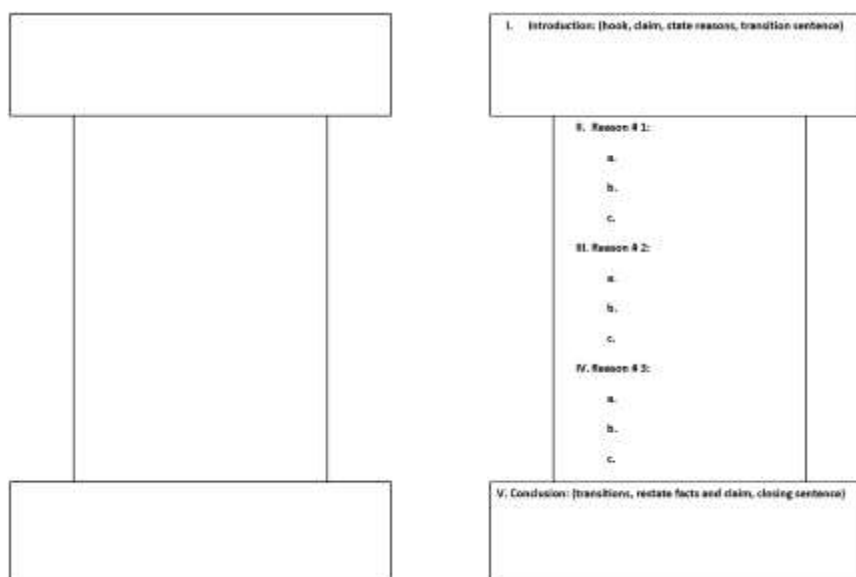 I. Introduction: (hook, claim, state reasons, transition sentence)
II. Reason # 1:
a.
b.
c.
III. Reason # 2:
a.
b.
c.
IV. Reason # 3:
a.
b.
c.
V. Conclusion: (transitions, restate facts and claim, closing sentence)